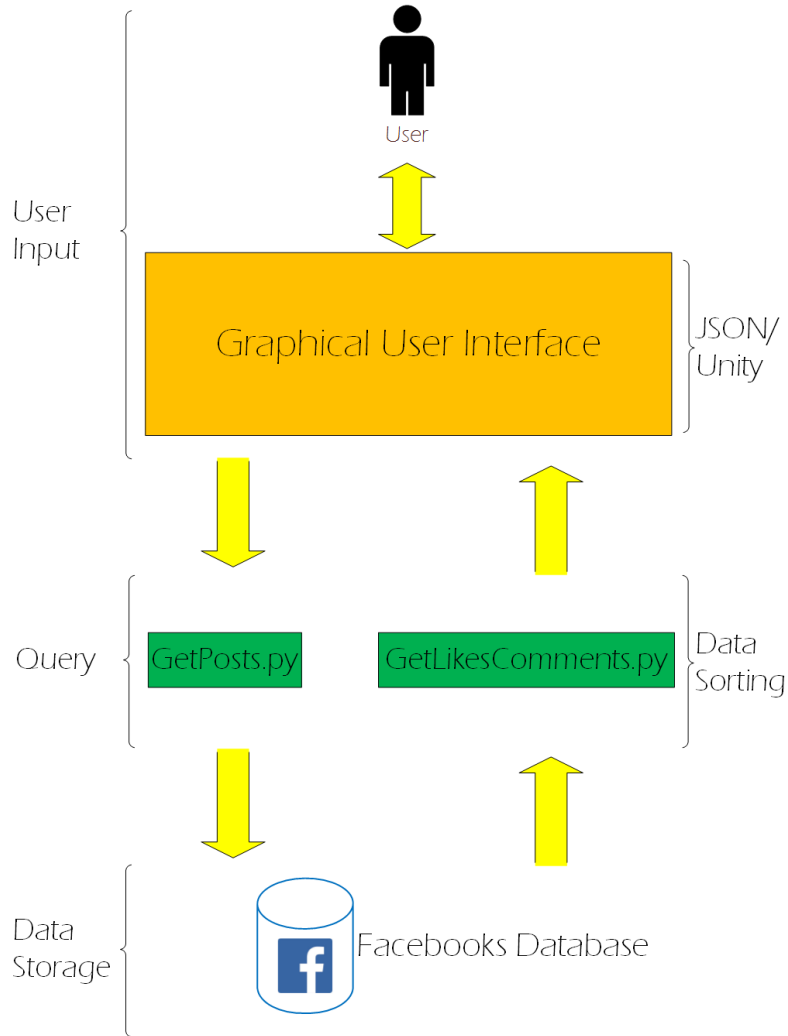 User
User
Input
Graphical User Interface
JSON/
Unity
Query
GetPosts.py
GetLikesComments.py
Data
Sorting
Data
Storage
f
Facebooks Database